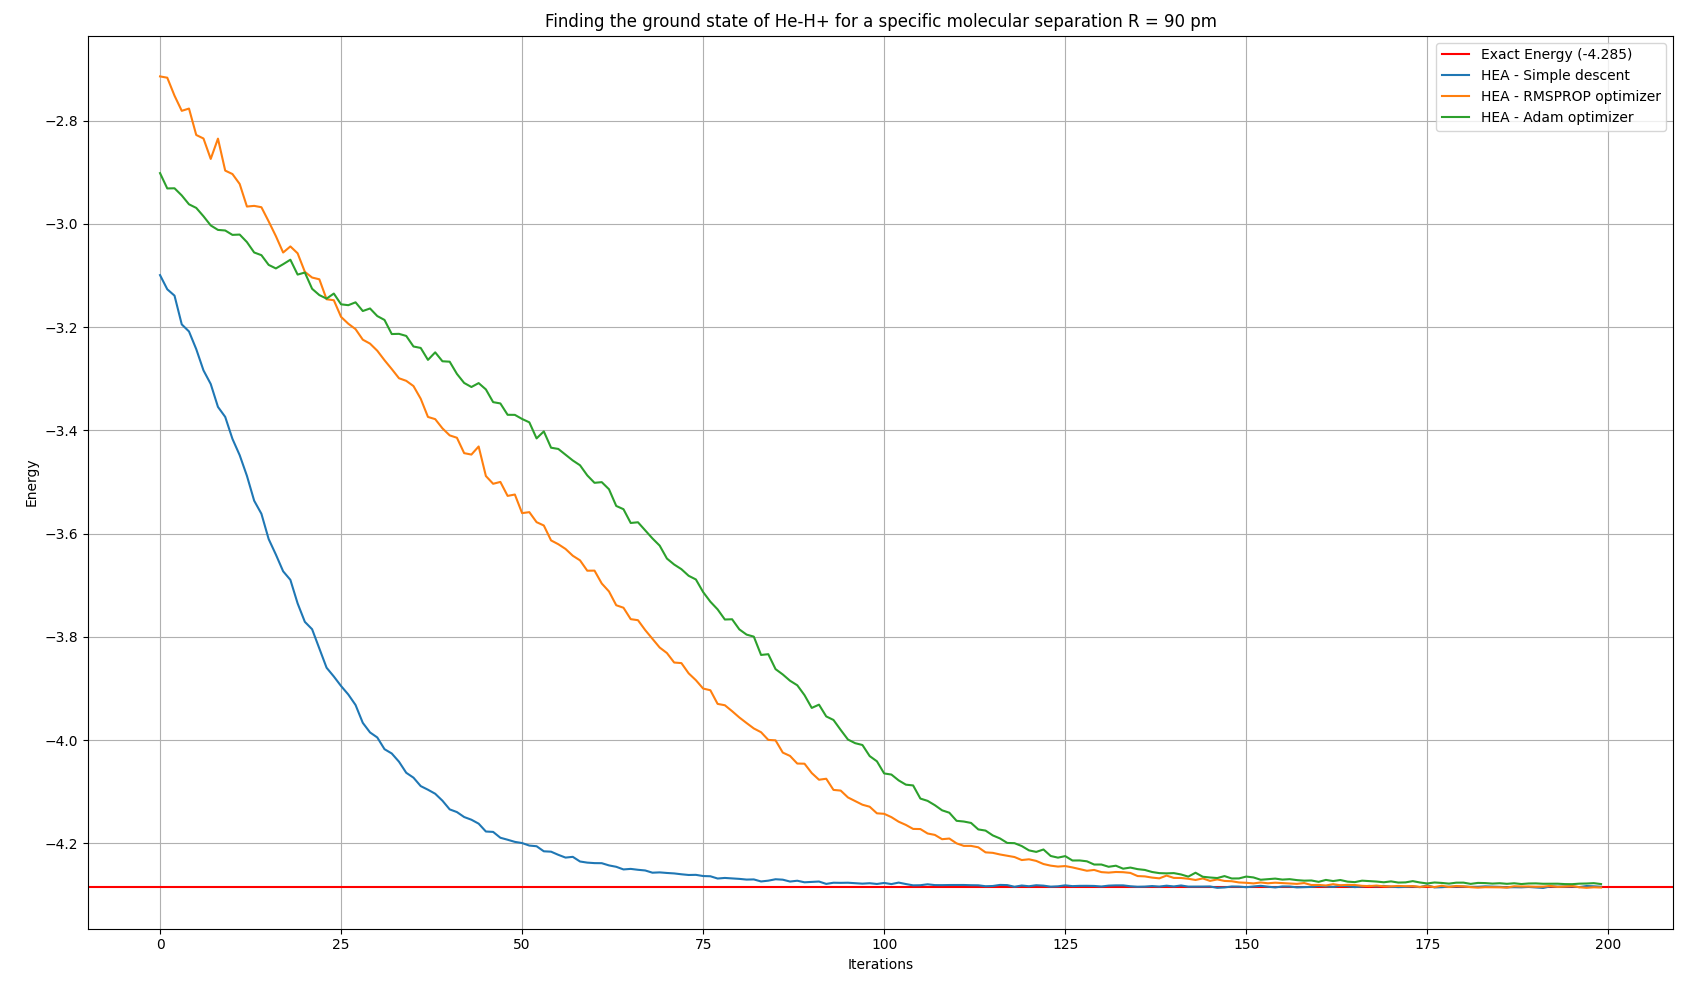 Finding the ground state of He-H+ for a specific molecular separation R = 90 pm
Exact Energy (-4.285)
HEA - Simple descent
HEA - RMSPROP optimizer
HEA - Adam optimizer
Energy
−2.8
−3.0
−3.2
−3.4
−3.6
−3.8
−4.0
−4.2
0 25 50 75 100 125 150 175 200
Iterations